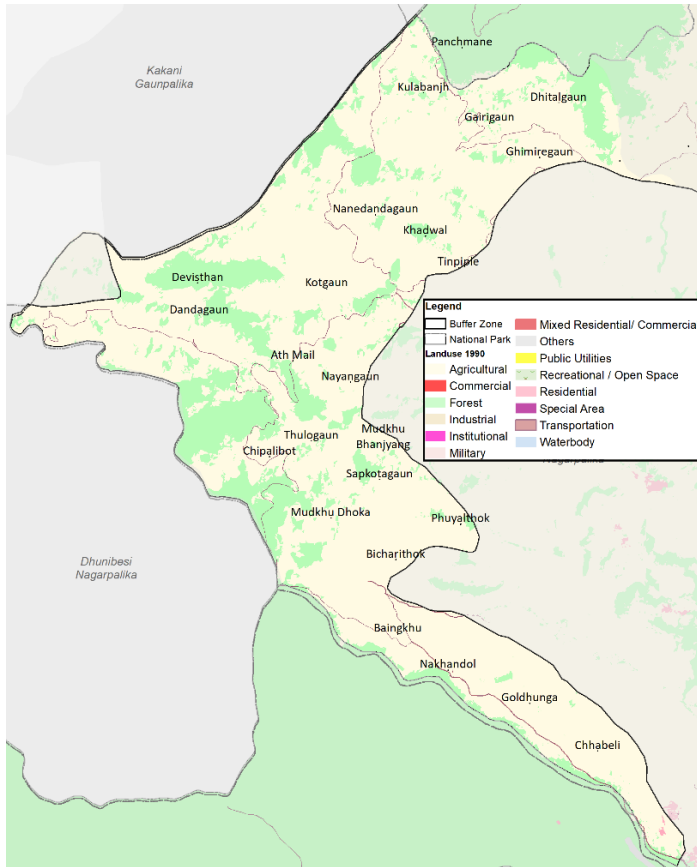 Panchmane
Kakani
Gaunpalika
Kulabanjh
Dhitalgaun
Gairigaun
Ghimiregaun
Nanedandagaun
Khadwal
Tinpiple
Devisthan
Kotgaun
Dandagaun
Legend
Buffer Zone
National Park
Landuse 1990
Agricultural
Commercial
Forest
Industrial
Institutional
Military
Mixed Residential/ Commercia
Others
Public Utilities
Recreational / Open Space
Residential
Special Area
Transportation
Waterbody
Ath Mail
Nayangaun
Mudkhu
Bhanjyang
Thulogaun
Chipalibot
Nagarpalika
Sapkotagaun
Mudkhu Dhoka
Phuyalthok
Bicharithok
Dhunibesi
Nagarpalika
Baingkhu
Nakhandol
Goldhunga
Chhabeli